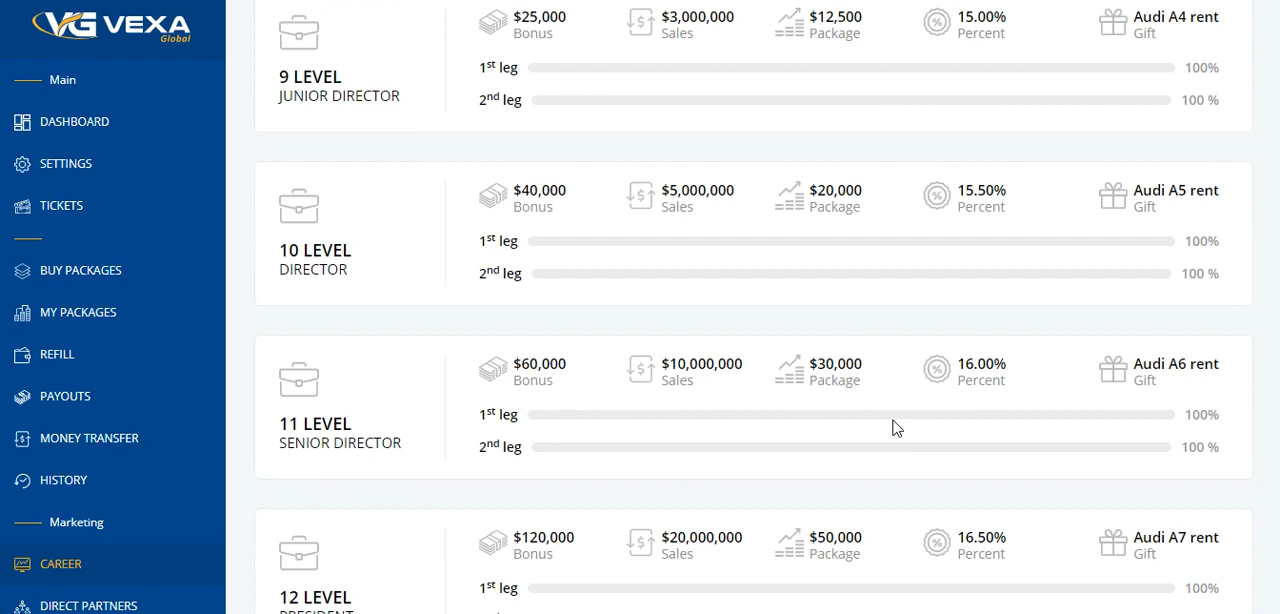 VG VEXA
Global
Main
DASHBOARD
SETTINGS
TICKETS
BUY PACKAGES
MY PACKAGES
REFILL
PAYOUTS
MONEY TRANSFER
HISTORY
Marketing
CAREER
DIRECT PARTNERS
9 LEVEL
JUNIOR DIRECTOR
$25,000
Bonus
$3,000,000
Sales
$12,500
Package
15.00%
Percent
Audi A4 rent
Gift
1st leg 100%
2nd leg 100 %
10 LEVEL
DIRECTOR
$40,000
Bonus
$5,000,000
Sales
$20,000
Package
15.50%
Percent
Audi A5 rent
Gift
1st leg 100%
2nd leg 100 %
11 LEVEL
SENIOR DIRECTOR
$60,000
Bonus
$10,000,000
Sales
$30,000
Package
16.00%
Percent
Audi A6 rent
Gift
1st leg 100%
2nd leg 100 %
12 LEVEL
PRESIDENT
$120,000
Bonus
$20,000,000
Sales
$50,000
Package
16.50%
Percent
Audi A7 rent
Gift
1st leg 100%